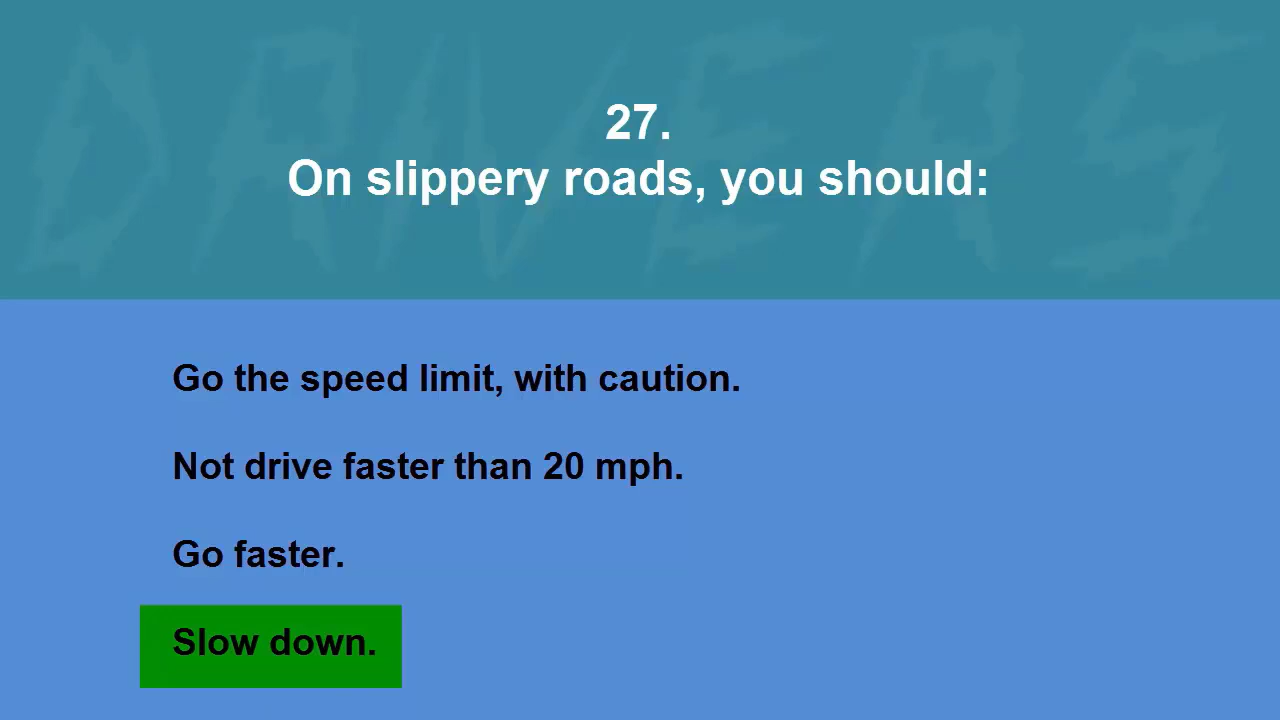 DRIVERS
27.
On slippery roads, you should:
Go the speed limit, with caution.
Not drive faster than 20 mph.
Go faster.
Slow down.